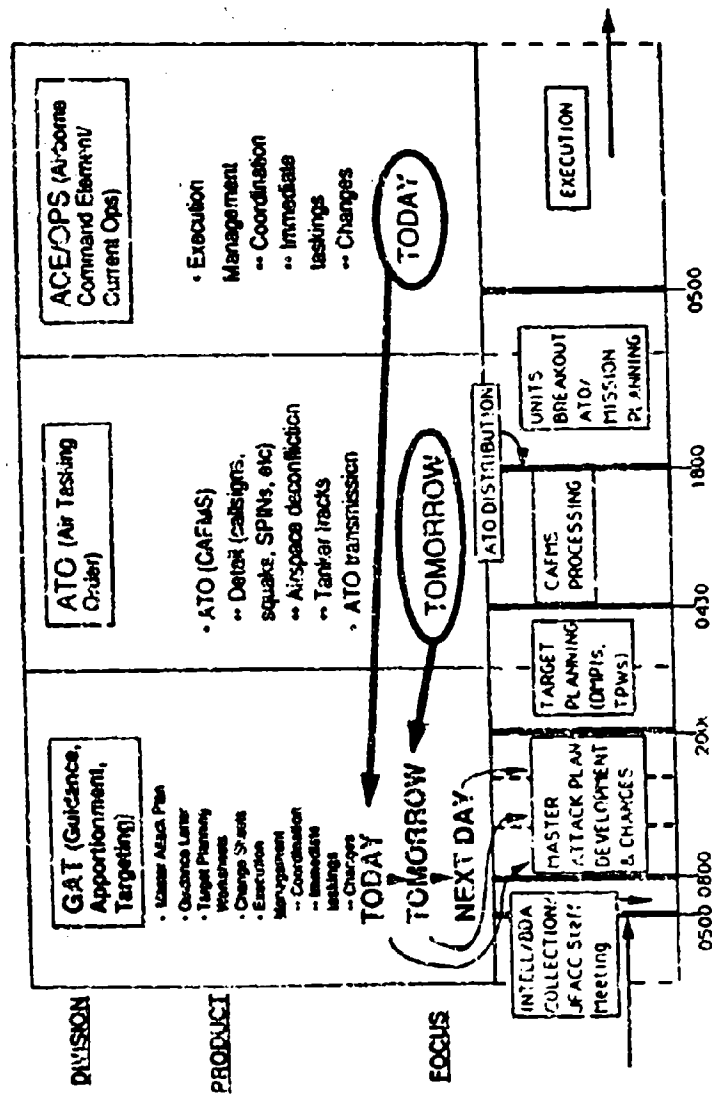 DIVISION
GAT (Guidance,
Apportionment,
Targeting)
ATO (Air Tasking
Order)
ACE/OPS (Airborne
Command Element/
Current Ops)
PRODUCT
• Master Attack Plan
• Guidance Letter
• Target Planning
Worksheets
• Change Sheets
• Execution
Management
•• Coordination
•• Immediate
taskings
•• Changes
• ATO (CAFMS)
•• Detail (callsigns,
squaks, SPINs, etc)
•• Airspace deconfliction
•• Tanker tracks
• ATO transmission
• Execution
Management
•• Coordination
•• Immediate
taskings
•• Changes
FOCUS
TODAY
TOMORROW
NEXT DAY
TOMORROW
TODAY
ATO DISTRIBUTION
INTELL/BDA
COLLECTION/
JFACC Staff
Meeting
MASTER
ATTACK PLAN
DEVELOPMENT
& CHANGES
TARGET
PLANNING
(DMPIs,
TPWs)
CAFMS
PROCESSING
UNITS
BREAKOUT
ATO/
MISSION
PLANNING
EXECUTION
0500 0800 2000 0430 1800 0500